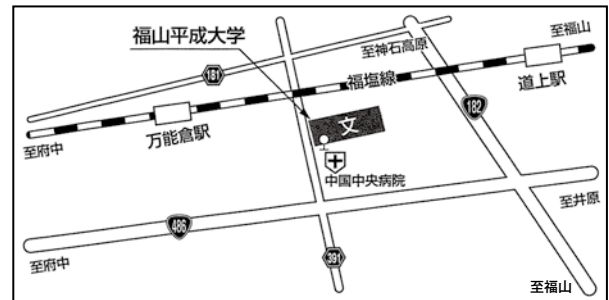 福山平成大学
至神石高原
至福山
181
福塩線
道上駅
182
万能倉駅
文
至府中
中国中央病院
至井原
486
391
至府中
至福山